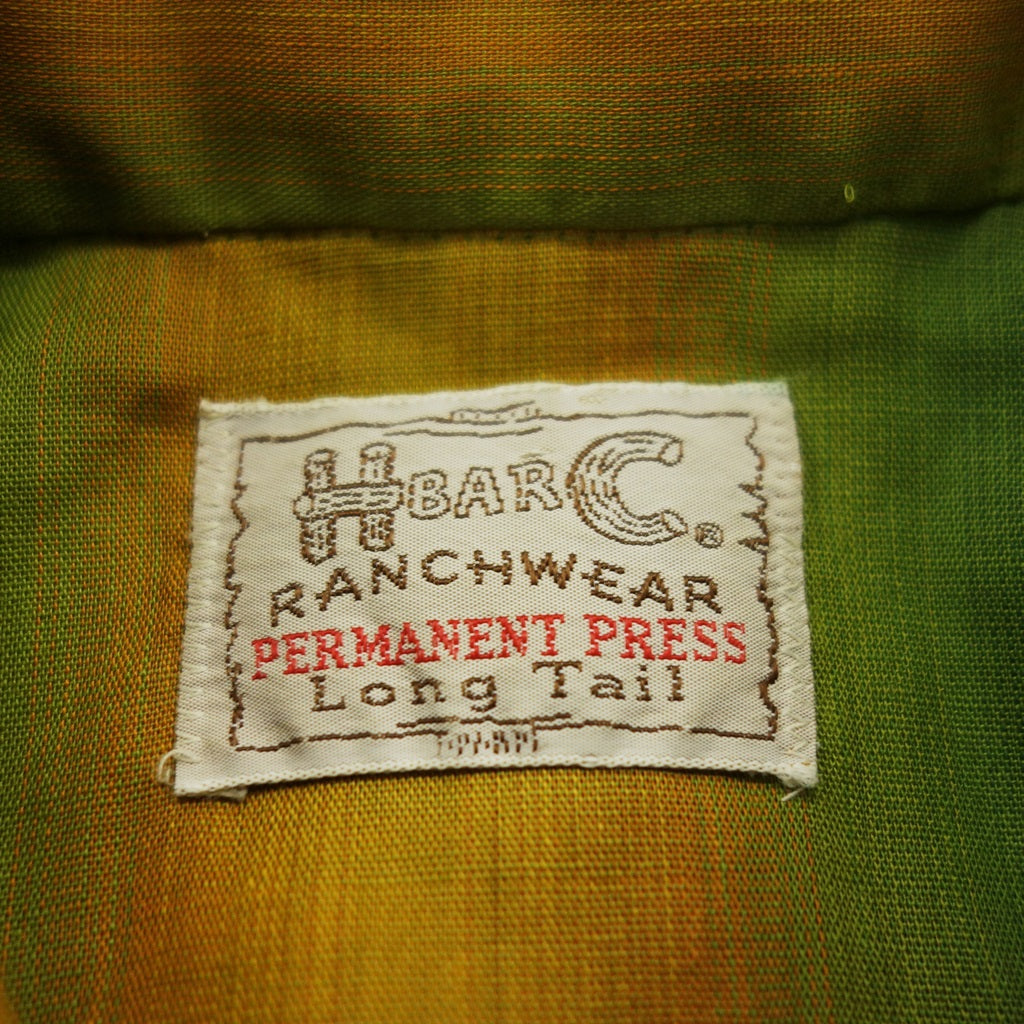 H BAR C ®
RANCHWEAR
PERMANENT PRESS
Long Tail